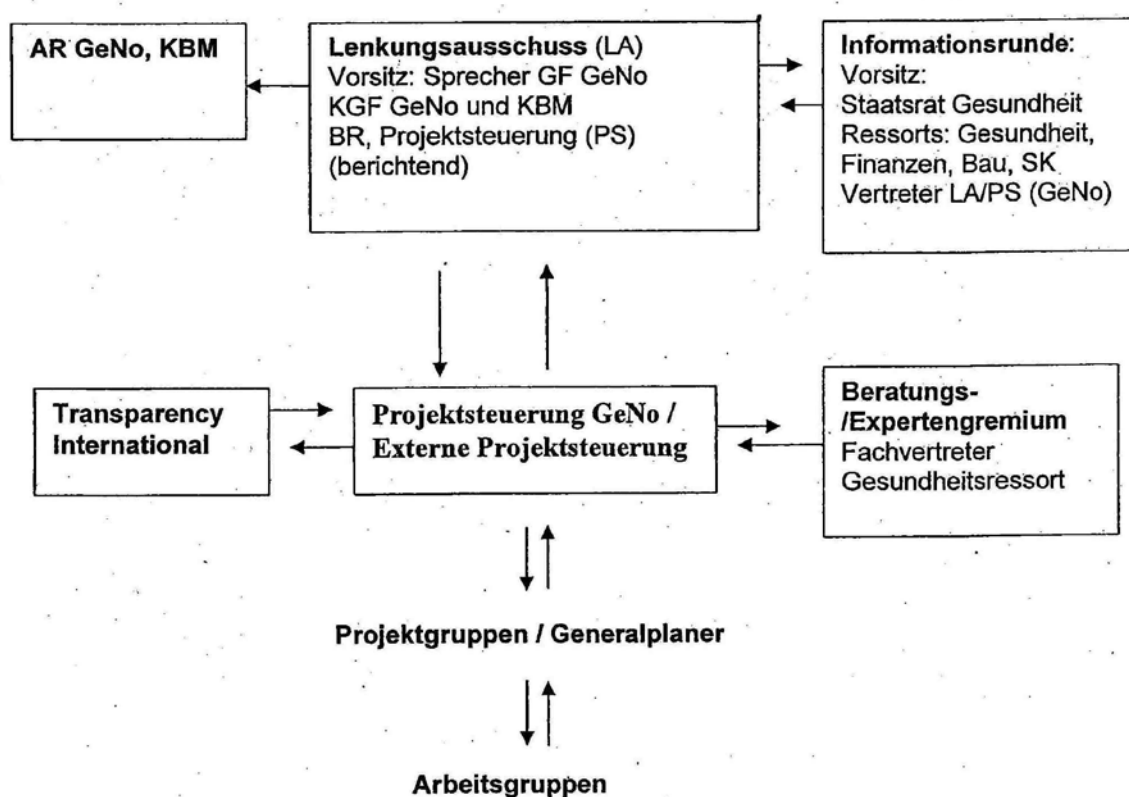 AR GeNo, KBM
Lenkungsausschuss (LA)
Vorsitz: Sprecher GF GeNo
KGF GeNo und KBM
BR, Projektsteuerung (PS)
(berichtend)
Informationsrunde:
Vorsitz:
Staatsrat Gesundheit
Ressorts: Gesundheit,
Finanzen, Bau, SK
Vertreter LA/PS (GeNo)
Transparency
International
Projektsteuerung GeNo /
Externe Projektsteuerung
Beratungs-
/Expertengremium
Fachvertreter
Gesundheitsressort
Projektgruppen / Generalplaner
Arbeitsgruppen